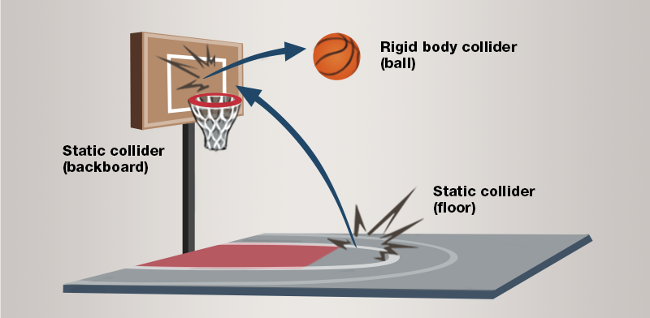 Rigid body collider
(ball)
Static collider
(backboard)
Static collider
(floor)